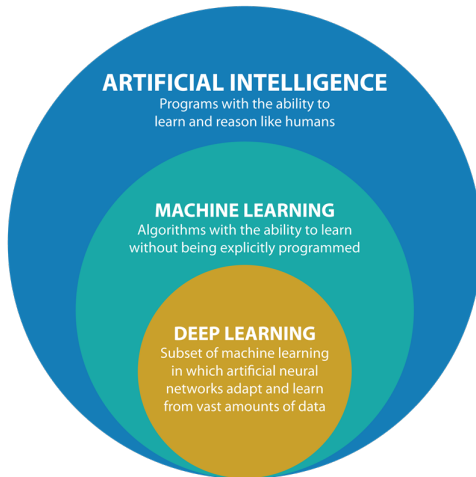 ARTIFICIAL INTELLIGENCE
Programs with the ability to
learn and reason like humans
MACHINE LEARNING
Algorithms with the ability to learn
without being explicitly programmed
DEEP LEARNING
Subset of machine learning
in which artificial neural
networks adapt and learn
from vast amounts of data